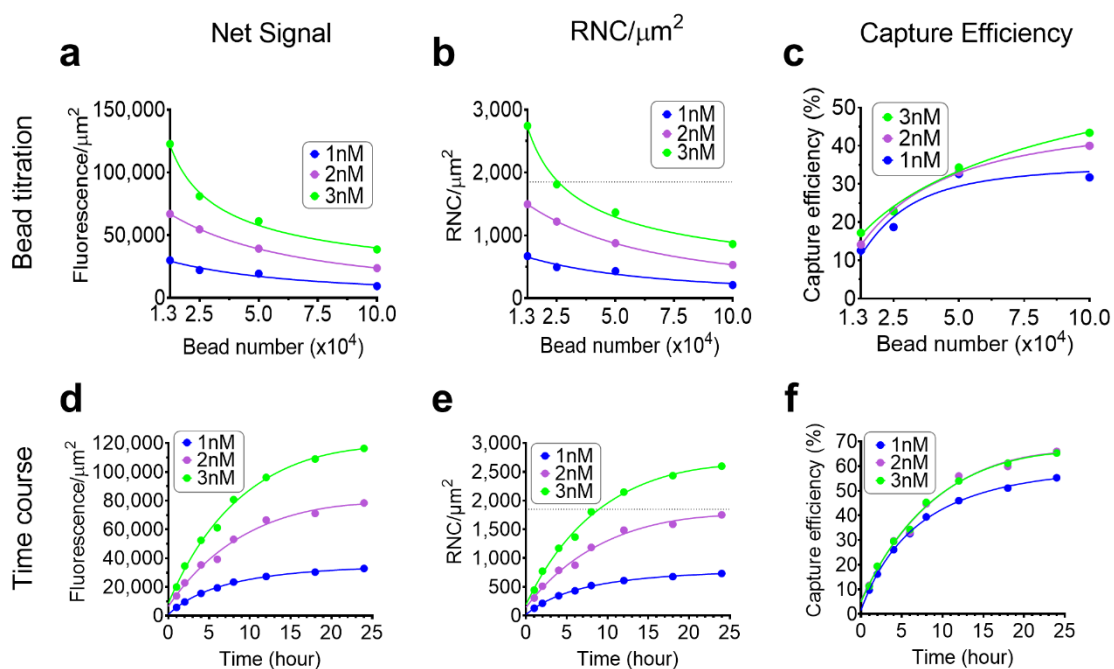 Net Signal
RNC/μm²
Capture Efficiency
Bead titration
a
Fluorescence/μm²
150,000
100,000
50,000
0
1nM
2nM
3nM
1.3 2.5 5.0 7.5 10.0
Bead number (x10⁴)
b
RNC/μm²
3,000
2,000
1,000
0
1nM
2nM
3nM
1.3 2.5 5.0 7.5 10.0
Bead number (x10⁴)
c
Capture efficiency (%)
50
40
30
20
10
0
3nM
2nM
1nM
1.3 2.5 5.0 7.5 10.0
Bead number (x10⁴)
Time course
d
Fluorescence/μm²
120,000
100,000
80,000
60,000
40,000
20,000
0
1nM
2nM
3nM
0 5 10 15 20 25
Time (hour)
e
RNC/μm²
3,000
2,500
2,000
1,500
1,000
500
0
1nM
2nM
3nM
0 5 10 15 20 25
Time (hour)
f
Capture efficiency (%)
70
60
50
40
30
20
10
0
1nM
2nM
3nM
0 5 10 15 20 25
Time (hour)